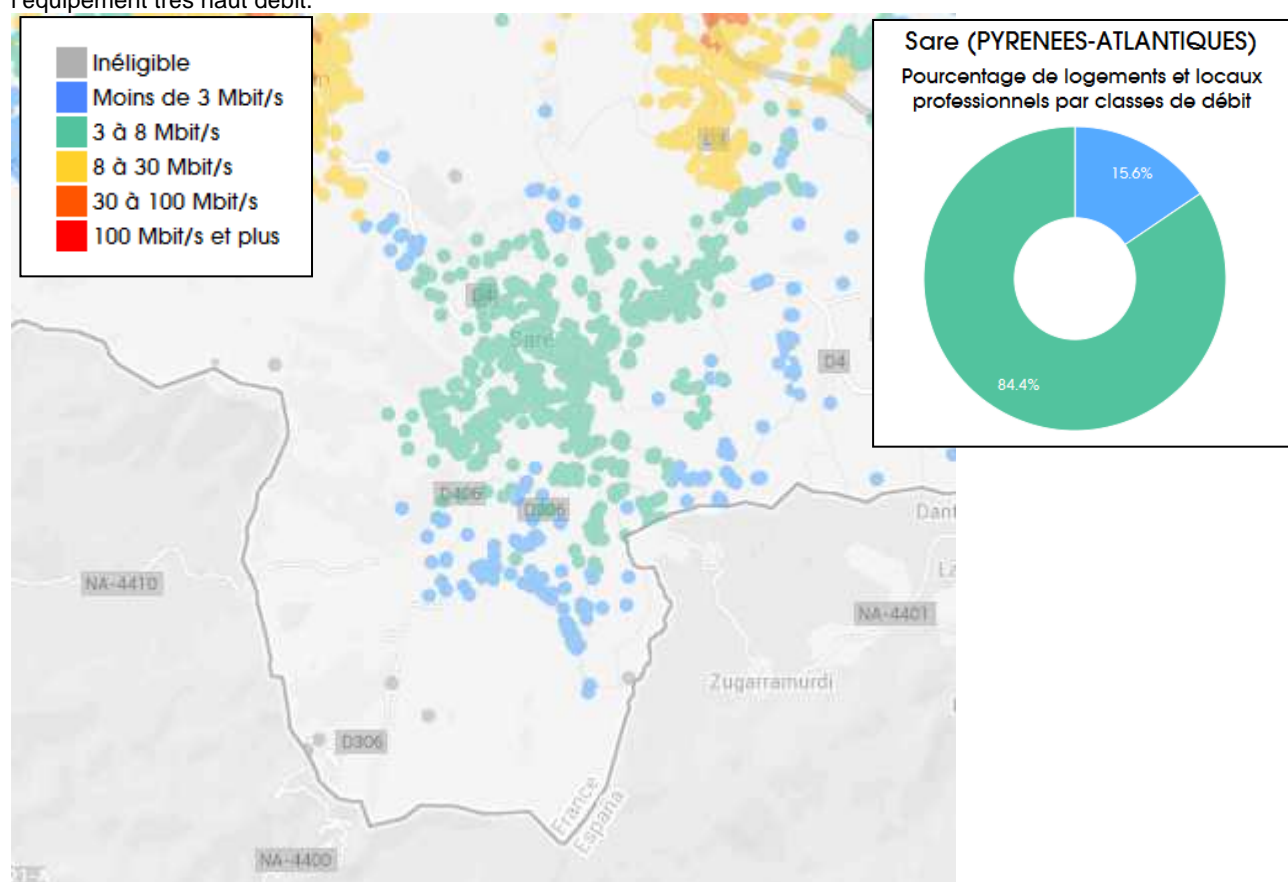 l'équipement très haut débit.
Inéligible
Moins de 3 Mbit/s
3 à 8 Mbit/s
8 à 30 Mbit/s
30 à 100 Mbit/s
100 Mbit/s et plus
Sare (PYRENEES-ATLANTIQUES)
Pourcentage de logements et locaux
professionnels par classes de débit
15.6%
84.4%
D4
Sare
D4
D406
D306
Dant
NA-4410
NA-4401
Zugarramurdi
D306
France
España
NA-4400